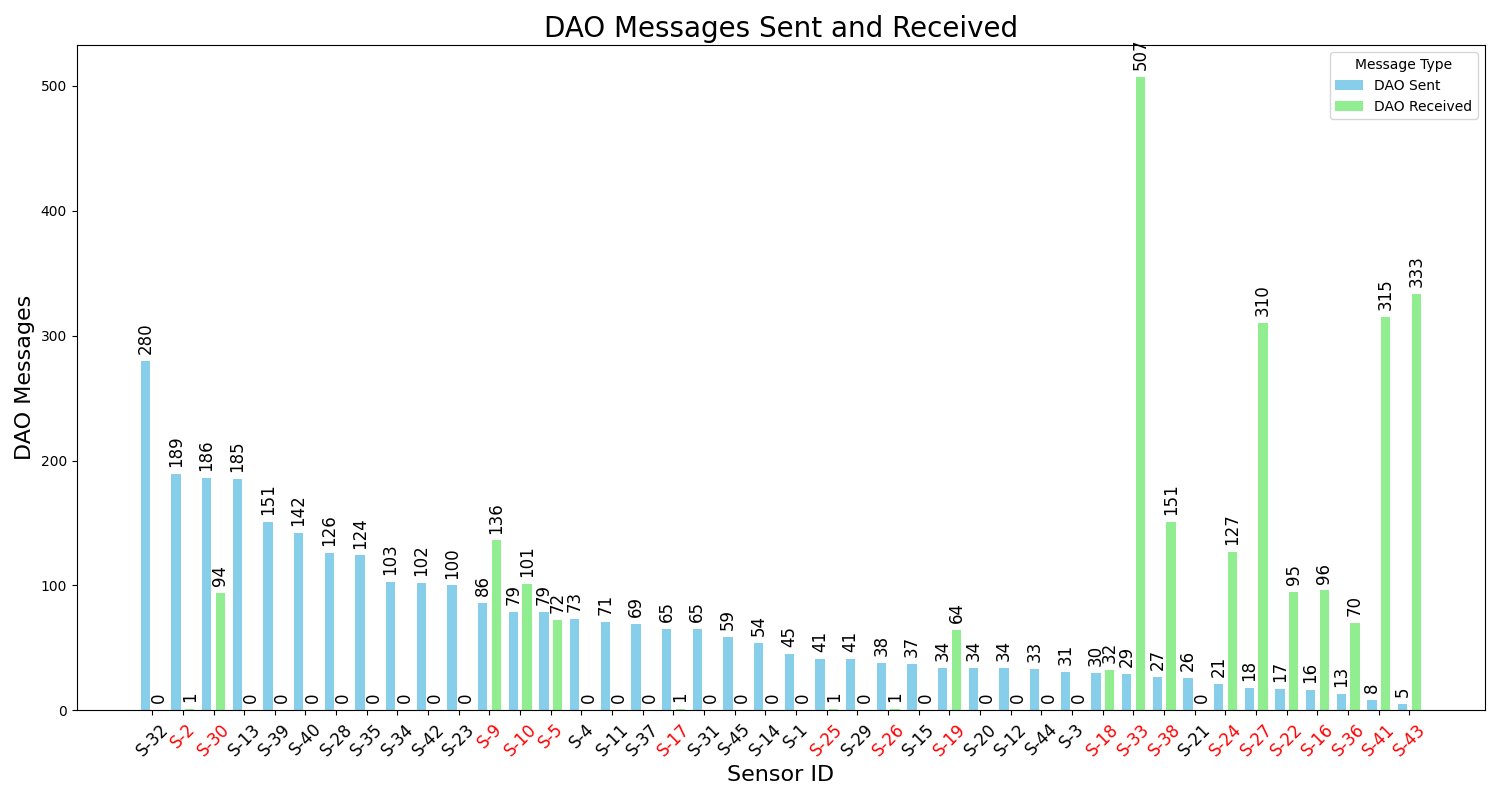 DAO Messages Sent and Received
Message Type
DAO Sent
DAO Received
DAO Messages
500
400
300
200
100
0
280 0 189 1 186 94 185 0 151 0 142 0 126 0 124 0 103 0 102 0 100 0 86 136 79 101 79 72 73 0 71 0 69 0 65 1 65 0 59 0 54 0 45 0 41 1 41 0 38 1 37 0 34 64 34 0 34 0 33 0 31 0 30 32 29 507 27 151 26 0 21 127 18 310 17 95 16 96 13 70 8 315 5 333
S-32 S-2 S-30 S-13 S-39 S-40 S-28 S-35 S-34 S-42 S-23 S-9 S-10 S-5 S-4 S-11 S-37 S-17 S-31 S-45 S-14 S-1 S-25 S-29 S-26 S-15 S-19 S-20 S-12 S-44 S-3 S-18 S-33 S-38 S-21 S-24 S-27 S-22 S-16 S-36 S-41 S-43
Sensor ID